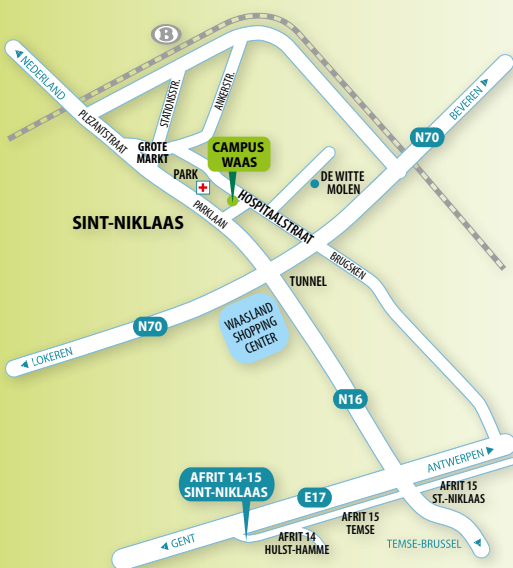 B
NEDERLAND
PLEZANTSTRAAT
STATIONSSTR.
ANKERSTR.
BEVEREN
N70
GROTE
MARKT
CAMPUS
WAAS
PARK
DE WITTE
MOLEN
HOSPITAALSTRAAT
PARKLAAN
SINT-NIKLAAS
BRUGSKEN
TUNNEL
N70
WAASLAND
SHOPPING
CENTER
LOKEREN
N16
ANTWERPEN
AFRIT 14-15
SINT-NIKLAAS
E17
AFRIT 15
ST.-NIKLAAS
AFRIT 15
TEMSE
AFRIT 14
HULST-HAMME
GENT
TEMSE-BRUSSEL